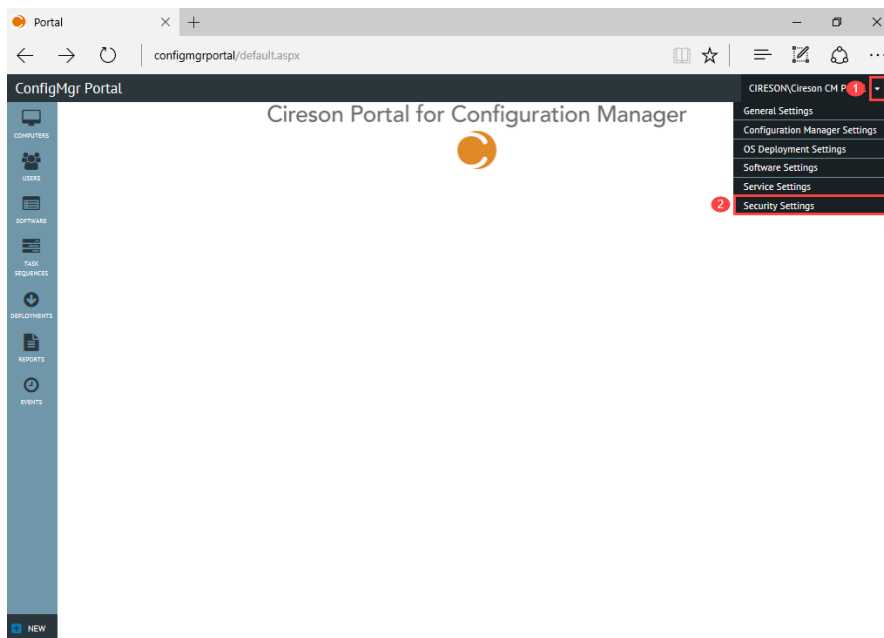 Portal
configmgrportal/default.aspx
ConfigMgr Portal
CIRESON\Cireson CM P
1
General Settings
Configuration Manager Settings
OS Deployment Settings
Software Settings
Service Settings
2
Security Settings
Cireson Portal for Configuration Manager
COMPUTERS
USERS
SOFTWARE
TASK
SEQUENCES
DEPLOYMENTS
REPORTS
EVENTS
NEW